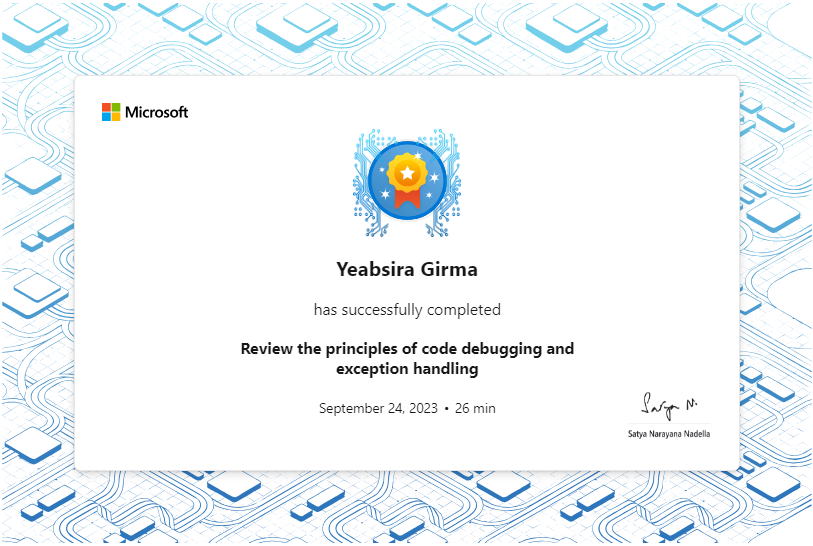 Microsoft
Yeabsira Girma
has successfully completed
Review the principles of code debugging and
exception handling
September 24, 2023 • 26 min
Satya N.
Satya Narayana Nadella